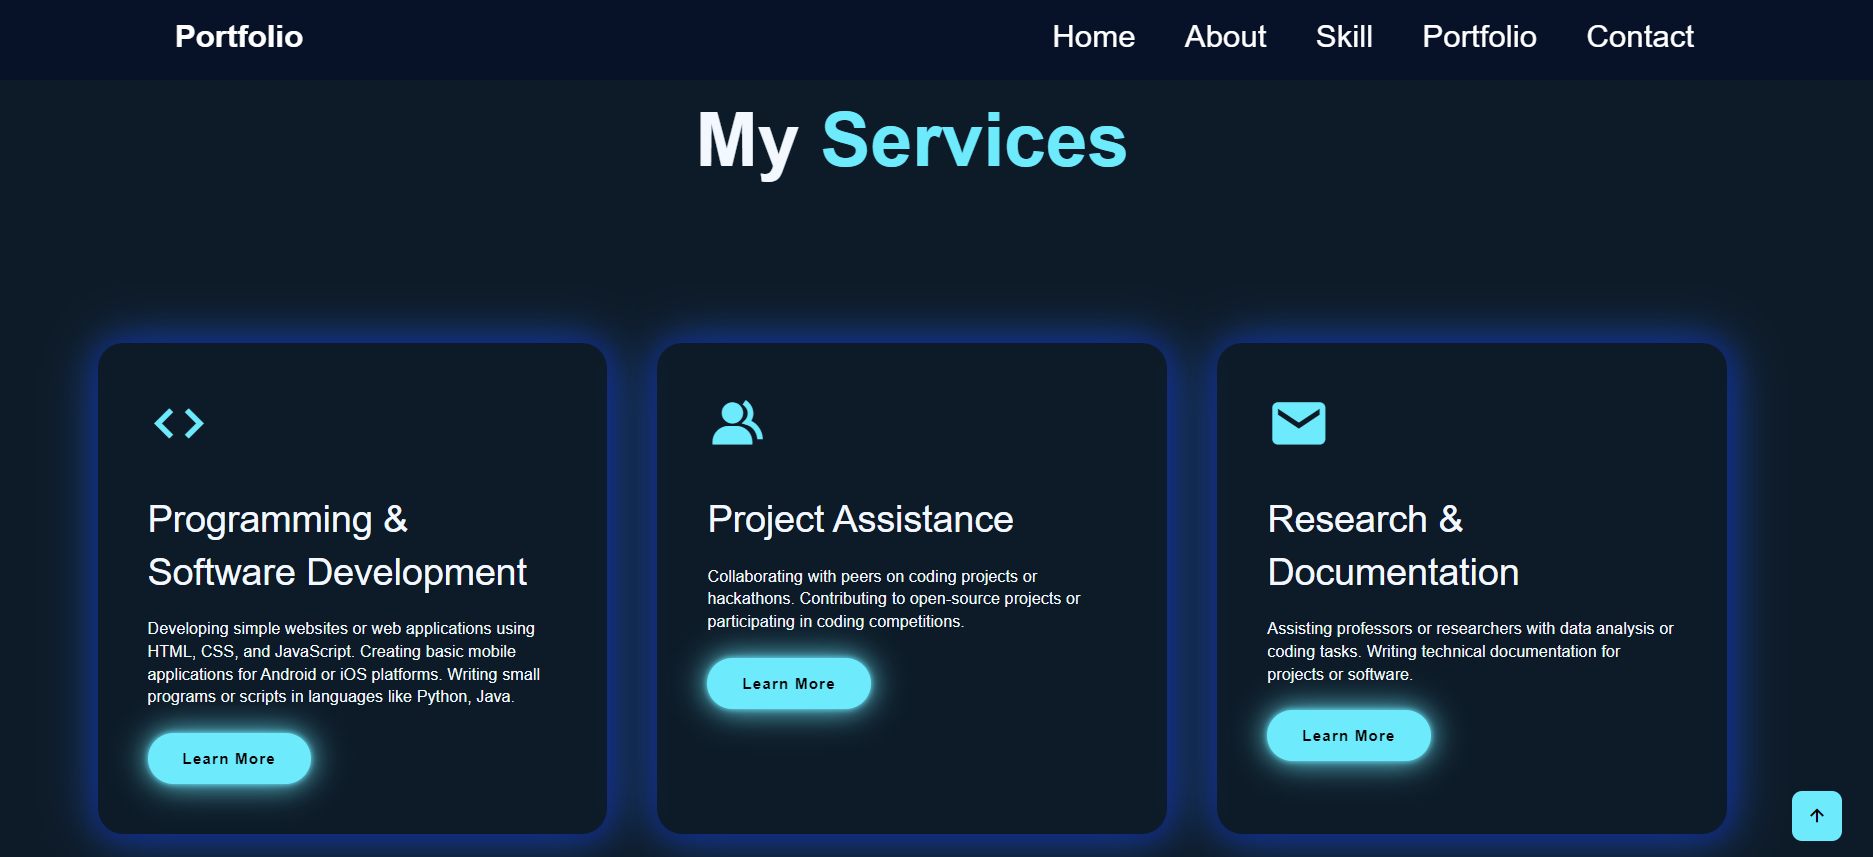 Portfolio
Home About Skill Portfolio Contact
My Services
Programming &
Software Development
Developing simple websites or web applications using
HTML, CSS, and JavaScript. Creating basic mobile
applications for Android or iOS platforms. Writing small
programs or scripts in languages like Python, Java.
Learn More
Project Assistance
Collaborating with peers on coding projects or
hackathons. Contributing to open-source projects or
participating in coding competitions.
Learn More
Research &
Documentation
Assisting professors or researchers with data analysis or
coding tasks. Writing technical documentation for
projects or software.
Learn More